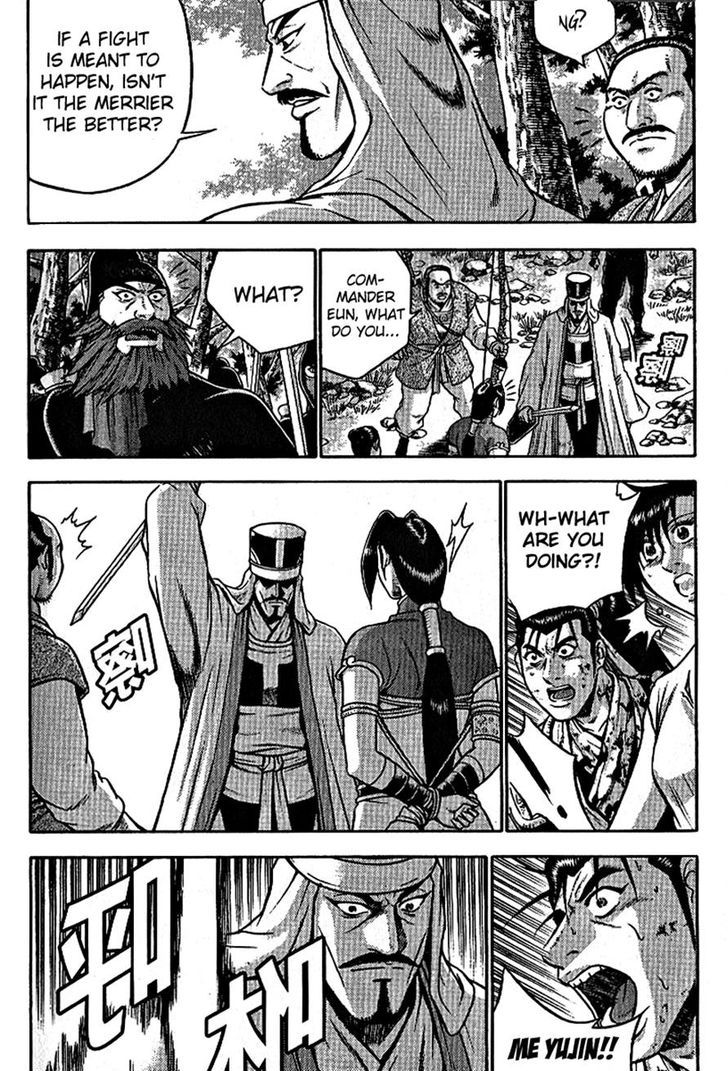 IF A FIGHT
IS MEANT TO
HAPPEN, ISN'T
IT THE MERRIER
THE BETTER?
NG?
WHAT?
COM-
MANDER
EUN, WHAT
DO YOU...
WH-WHAT
ARE YOU
DOING?!
ME YUJIN!!